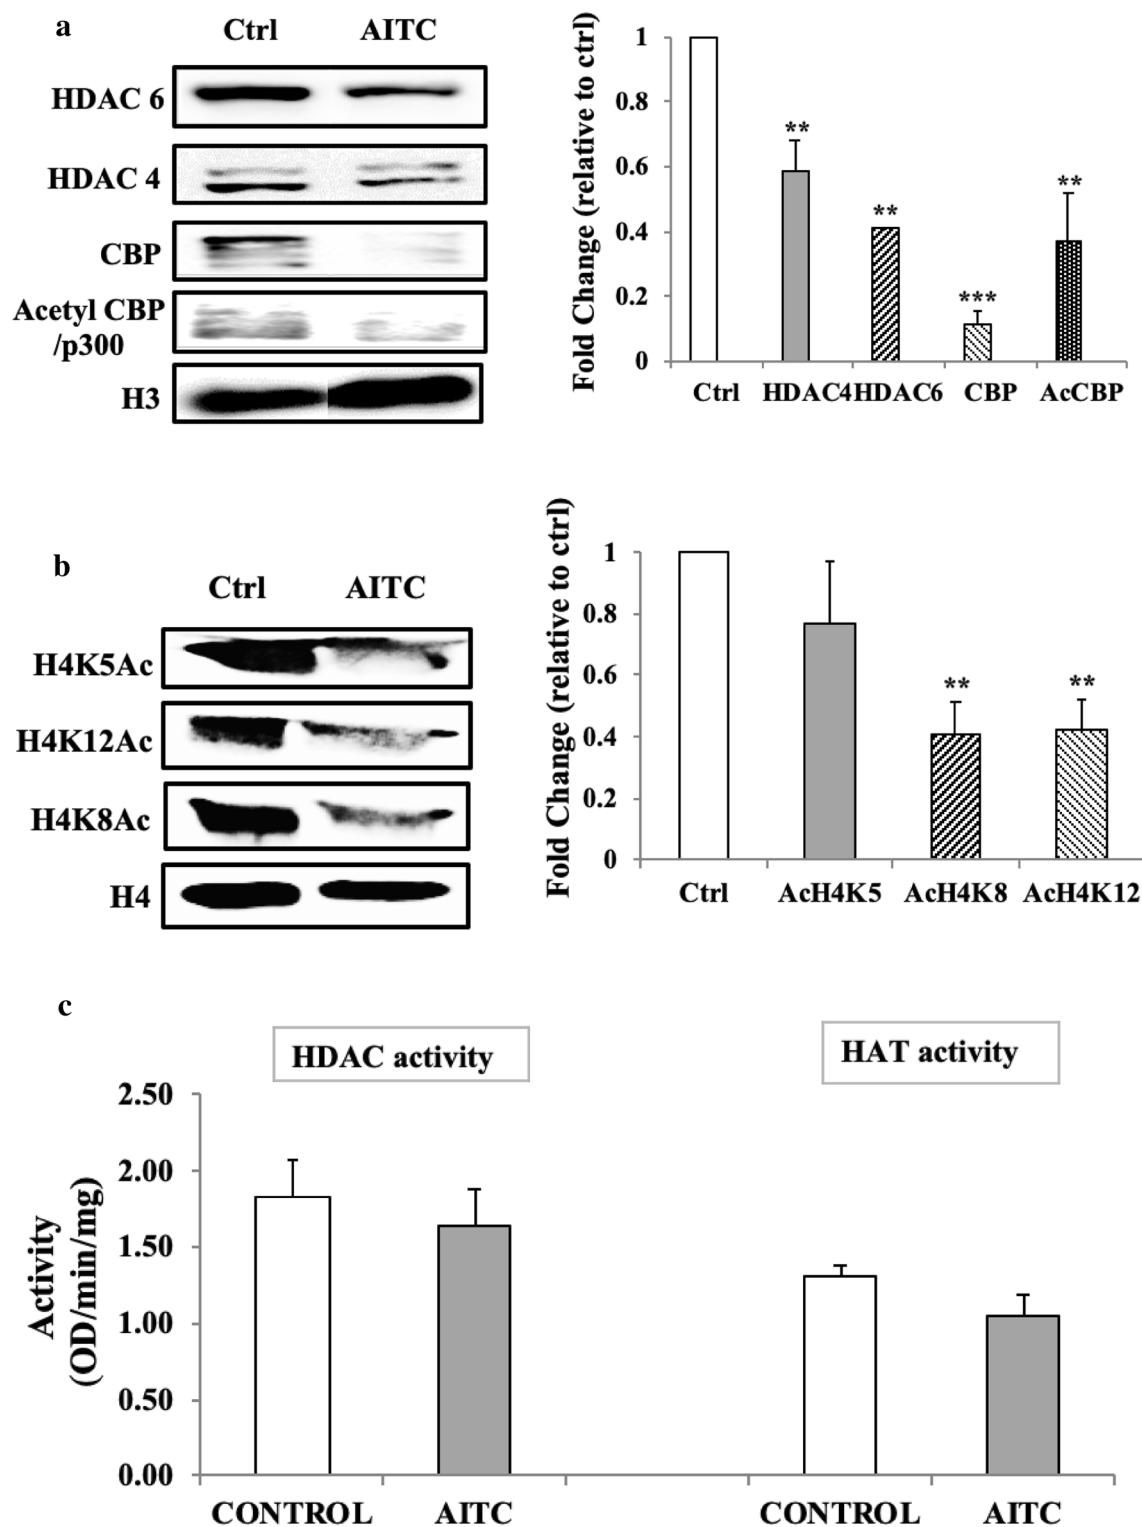 a
Ctrl AITC
HDAC 6
HDAC 4
CBP
Acetyl CBP
/p300
H3
Fold Change (relative to ctrl)
1
0.8
0.6
0.4
0.2
0
**
**
***
**
Ctrl HDAC4HDAC6 CBP AcCBP
b
Ctrl AITC
H4K5Ac
H4K12Ac
H4K8Ac
H4
Fold Change (relative to ctrl)
1
0.8
0.6
0.4
0.2
0
**
**
Ctrl AcH4K5 AcH4K8 AcH4K12
c
HDAC activity
HAT activity
Activity
(OD/min/mg)
2.50
2.00
1.50
1.00
0.50
0.00
CONTROL AITC CONTROL AITC